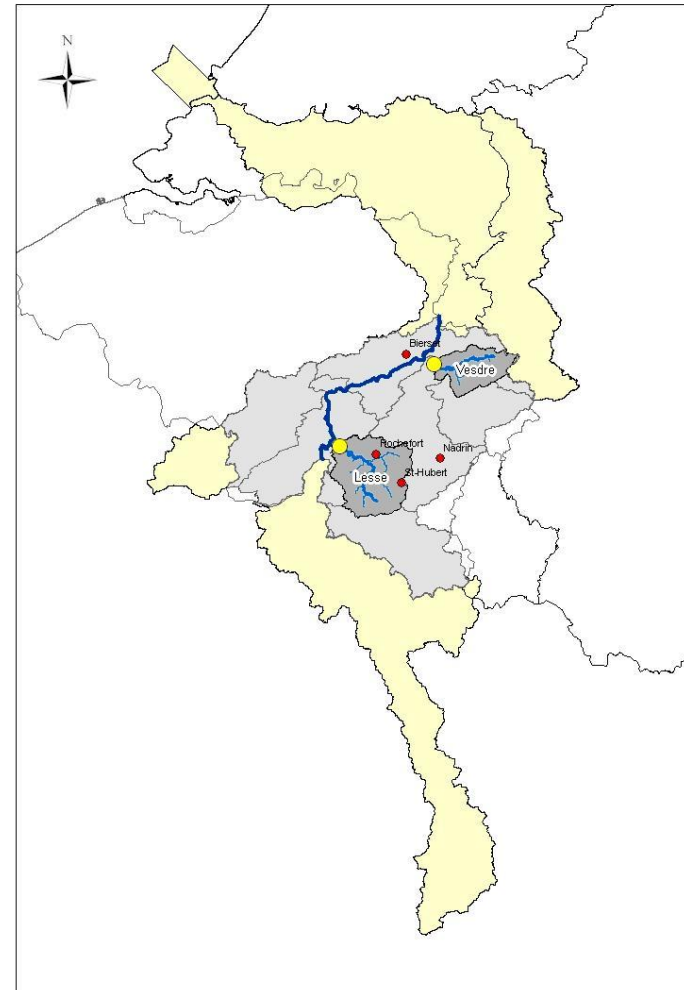 N
Bierset
Vesdre
Rochefort
Nadrin
Lesse
St-Hubert